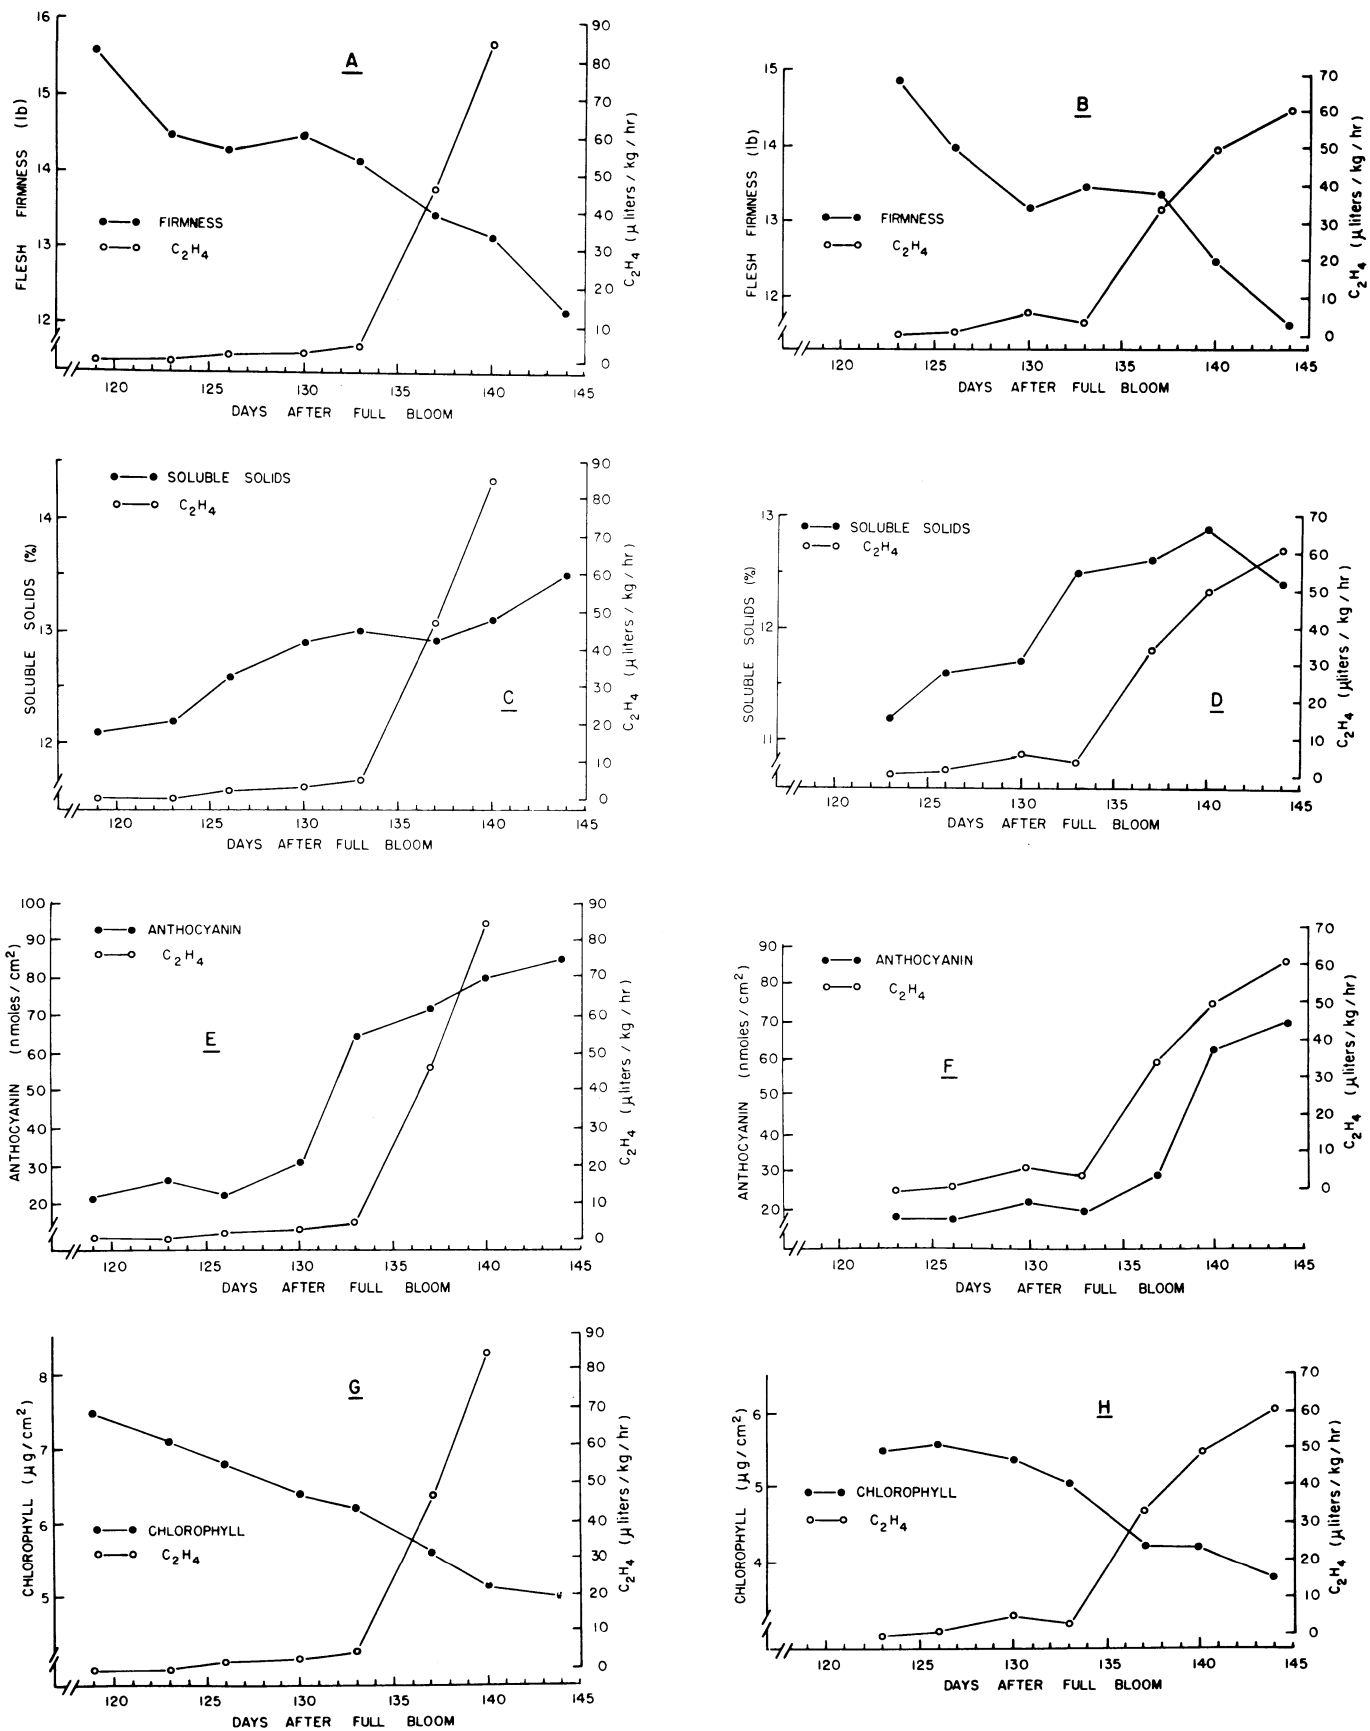 A
FLESH FIRMNESS (lb)
16
15
14
13
12
FIRMNESS
C2H4
90
80
70
60
50
40
30
20
10
0
C2H4 (μliters / kg / hr)
120 125 130 135 140 145
DAYS AFTER FULL BLOOM
B
FLESH FIRMNESS (lb)
15
14
13
12
FIRMNESS
C2H4
70
60
50
40
30
20
10
0
C2H4 (μliters / kg / hr)
120 125 130 135 140 145
DAYS AFTER FULL BLOOM
C
SOLUBLE SOLIDS (%)
14
13
12
SOLUBLE SOLIDS
C2H4
90
80
70
60
50
40
30
20
10
0
C2H4 (μliters / kg / hr)
120 125 130 135 140 145
DAYS AFTER FULL BLOOM
D
SOLUBLE SOLIDS (%)
13
12
11
SOLUBLE SOLIDS
C2H4
70
60
50
40
30
20
10
0
C2H4 (μliters / kg / hr)
120 125 130 135 140 145
DAYS AFTER FULL BLOOM
E
ANTHOCYANIN (nmoles / cm2)
100
90
80
70
60
50
40
30
20
ANTHOCYANIN
C2H4
90
80
70
60
50
40
30
20
10
0
C2H4 (μliters / kg / hr)
120 125 130 135 140 145
DAYS AFTER FULL BLOOM
F
ANTHOCYANIN (nmoles / cm2)
90
80
70
60
50
40
30
20
ANTHOCYANIN
C2H4
70
60
50
40
30
20
10
0
C2H4 (μliters / kg / hr)
120 125 130 135 140 145
DAYS AFTER FULL BLOOM
G
CHLOROPHYLL (μg / cm2)
8
7
6
5
CHLOROPHYLL
C2H4
90
80
70
60
50
40
30
20
10
0
C2H4 (μliters / kg / hr)
120 125 130 135 140 145
DAYS AFTER FULL BLOOM
H
CHLOROPHYLL (μg / cm2)
6
5
4
CHLOROPHYLL
C2H4
70
60
50
40
30
20
10
0
C2H4 (μliters / kg / hr)
120 125 130 135 140 145
DAYS AFTER FULL BLOOM